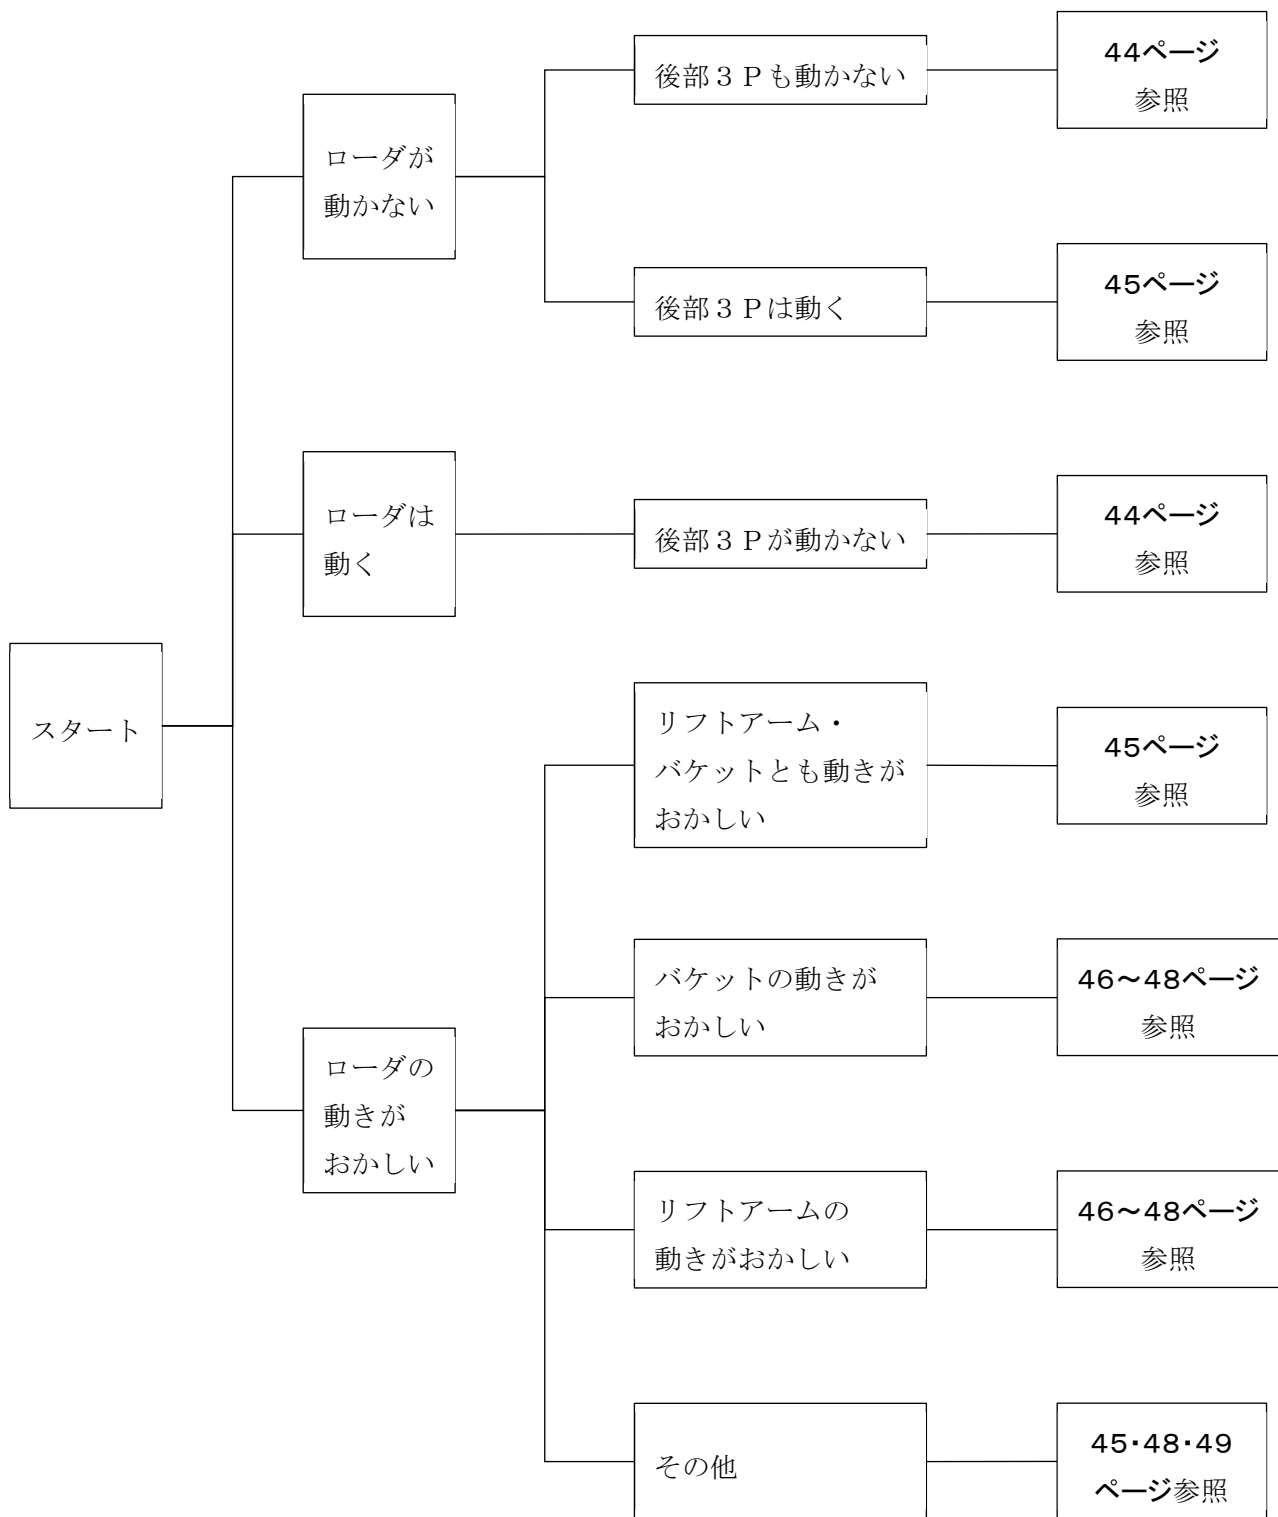 スタート
ローダが
動かない
後部３Ｐも動かない
44ページ
参照
後部３Ｐは動く
45ページ
参照
ローダは
動く
後部３Ｐが動かない
44ページ
参照
ローダの
動きが
おかしい
リフトアーム・
バケットとも動きが
おかしい
45ページ
参照
バケットの動きが
おかしい
46～48ページ
参照
リフトアームの
動きがおかしい
46～48ページ
参照
その他
45・48・49
ページ参照